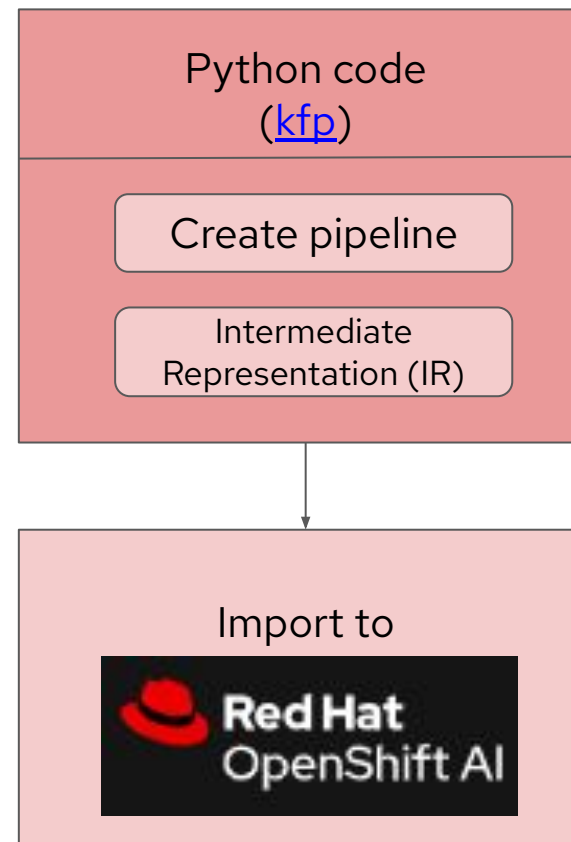 Python code
(kfp)
Create pipeline
Intermediate
Representation (IR)
Import to
Red Hat
OpenShift AI